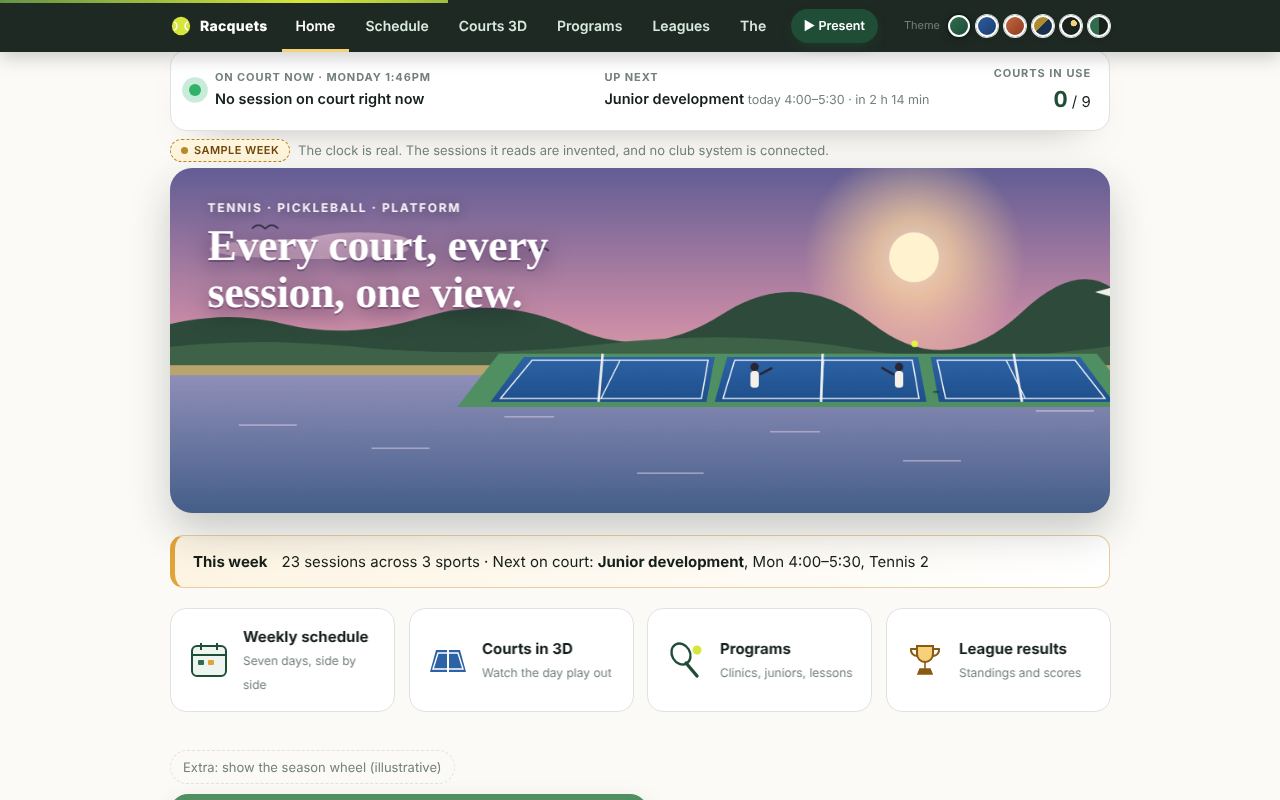 Racquets
Home
Schedule
Courts 3D
Programs
Leagues
The
▶ Present
Theme
ON COURT NOW · MONDAY 1:46PM
No session on court right now
UP NEXT
Junior development today 4:00–5:30 · in 2 h 14 min
COURTS IN USE
0 / 9
SAMPLE WEEK
The clock is real. The sessions it reads are invented, and no club system is connected.
TENNIS · PICKLEBALL · PLATFORM
Every court, every
session, one view.
This week 23 sessions across 3 sports · Next on court: Junior development, Mon 4:00–5:30, Tennis 2
Weekly schedule
Seven days, side by
side
Courts in 3D
Watch the day play out
Programs
Clinics, juniors, lessons
League results
Standings and scores
Extra: show the season wheel (illustrative)